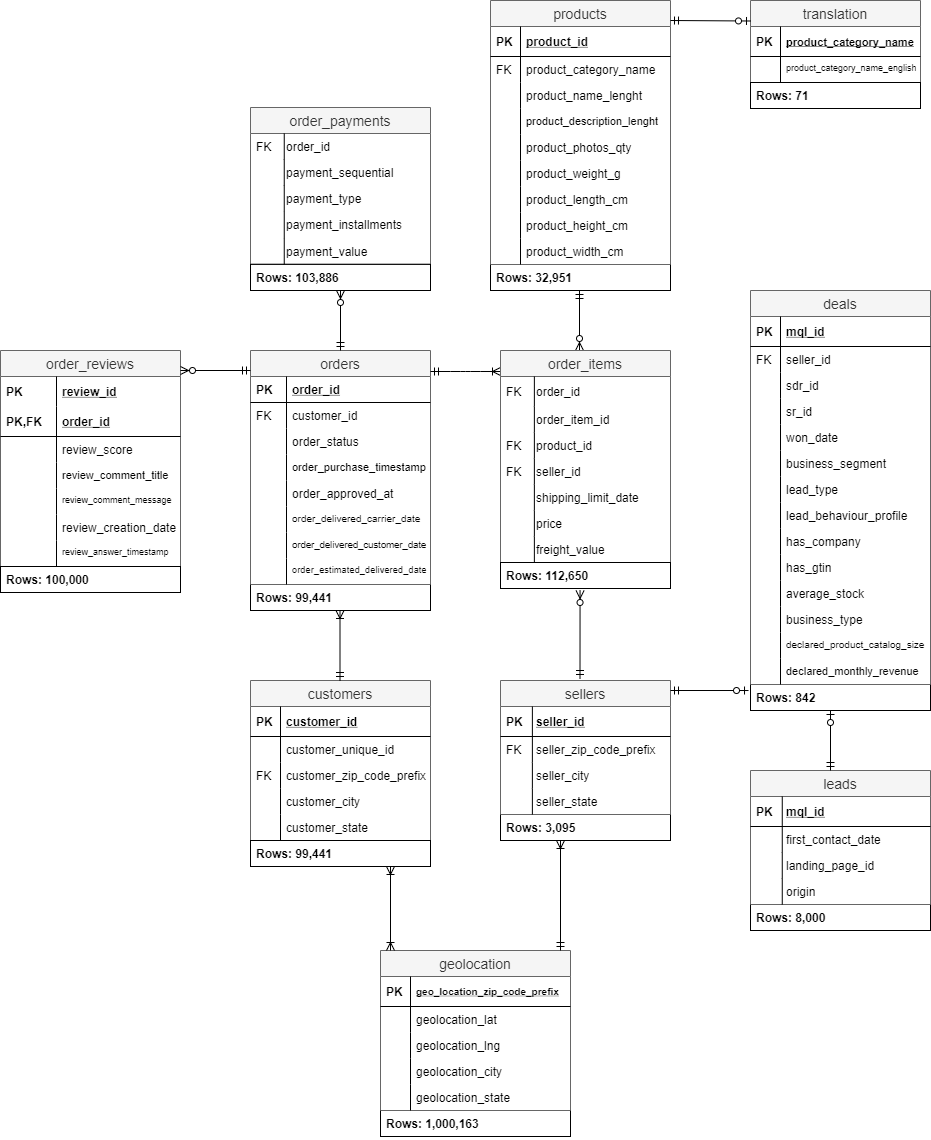 products
PK product_id
FK product_category_name
product_name_lenght
product_description_lenght
product_photos_qty
product_weight_g
product_length_cm
product_height_cm
product_width_cm
Rows: 32,951
translation
PK product_category_name
product_category_name_english
Rows: 71
order_payments
FK order_id
payment_sequential
payment_type
payment_installments
payment_value
Rows: 103,886
order_reviews
PK review_id
PK,FK order_id
review_score
review_comment_title
review_comment_message
review_creation_date
review_answer_timestamp
Rows: 100,000
orders
PK order_id
FK customer_id
order_status
order_purchase_timestamp
order_approved_at
order_delivered_carrier_date
order_delivered_customer_date
order_estimated_delivered_date
Rows: 99,441
order_items
FK order_id
order_item_id
FK product_id
FK seller_id
shipping_limit_date
price
freight_value
Rows: 112,650
deals
PK mql_id
FK seller_id
sdr_id
sr_id
won_date
business_segment
lead_type
lead_behaviour_profile
has_company
has_gtin
average_stock
business_type
declared_product_catalog_size
declared_monthly_revenue
Rows: 842
customers
PK customer_id
customer_unique_id
FK customer_zip_code_prefix
customer_city
customer_state
Rows: 99,441
sellers
PK seller_id
FK seller_zip_code_prefix
seller_city
seller_state
Rows: 3,095
leads
PK mql_id
first_contact_date
landing_page_id
origin
Rows: 8,000
geolocation
PK geo_location_zip_code_prefix
geolocation_lat
geolocation_lng
geolocation_city
geolocation_state
Rows: 1,000,163